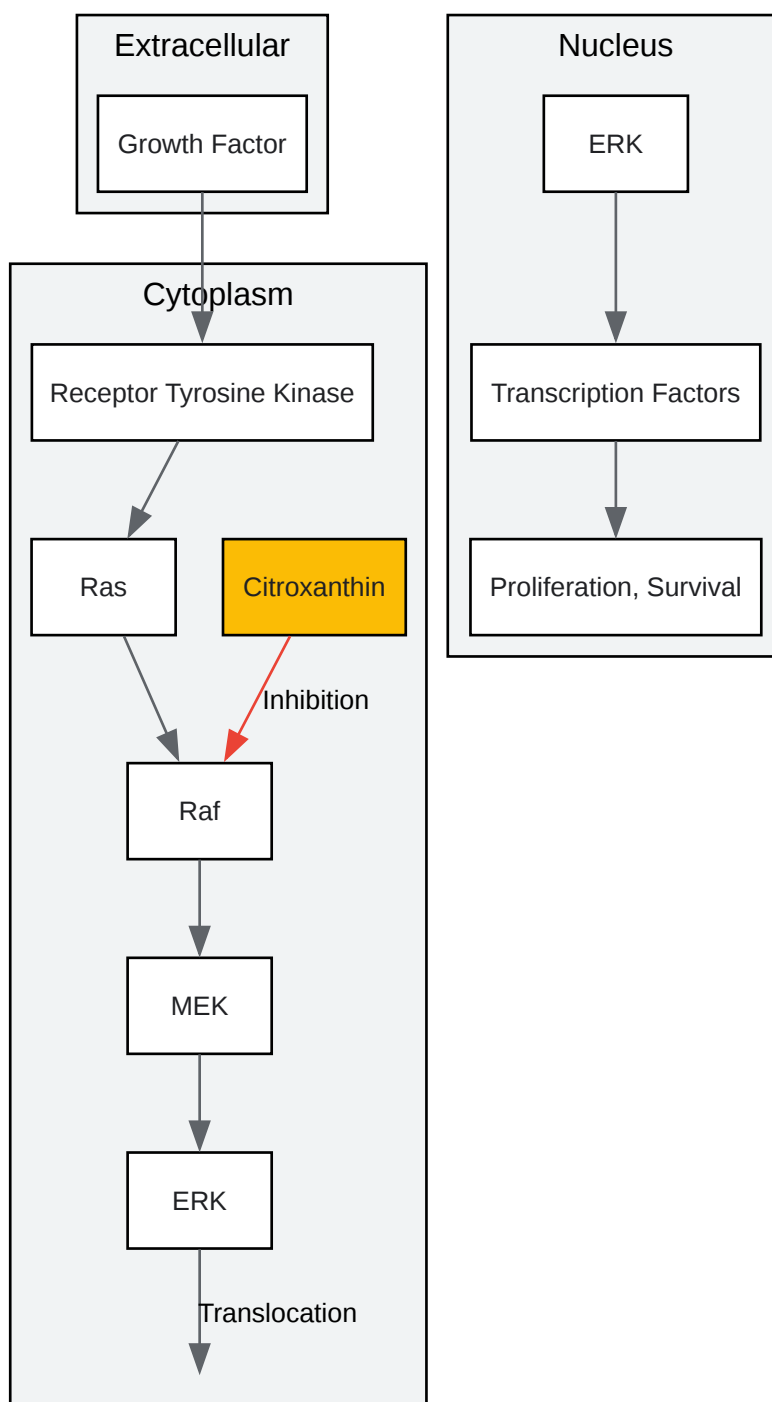 Extracellular
Growth Factor
Cytoplasm
Receptor Tyrosine Kinase
Ras
Citroxanthin
Inhibition
Raf
MEK
ERK
Translocation
Nucleus
ERK
Transcription Factors
Proliferation, Survival